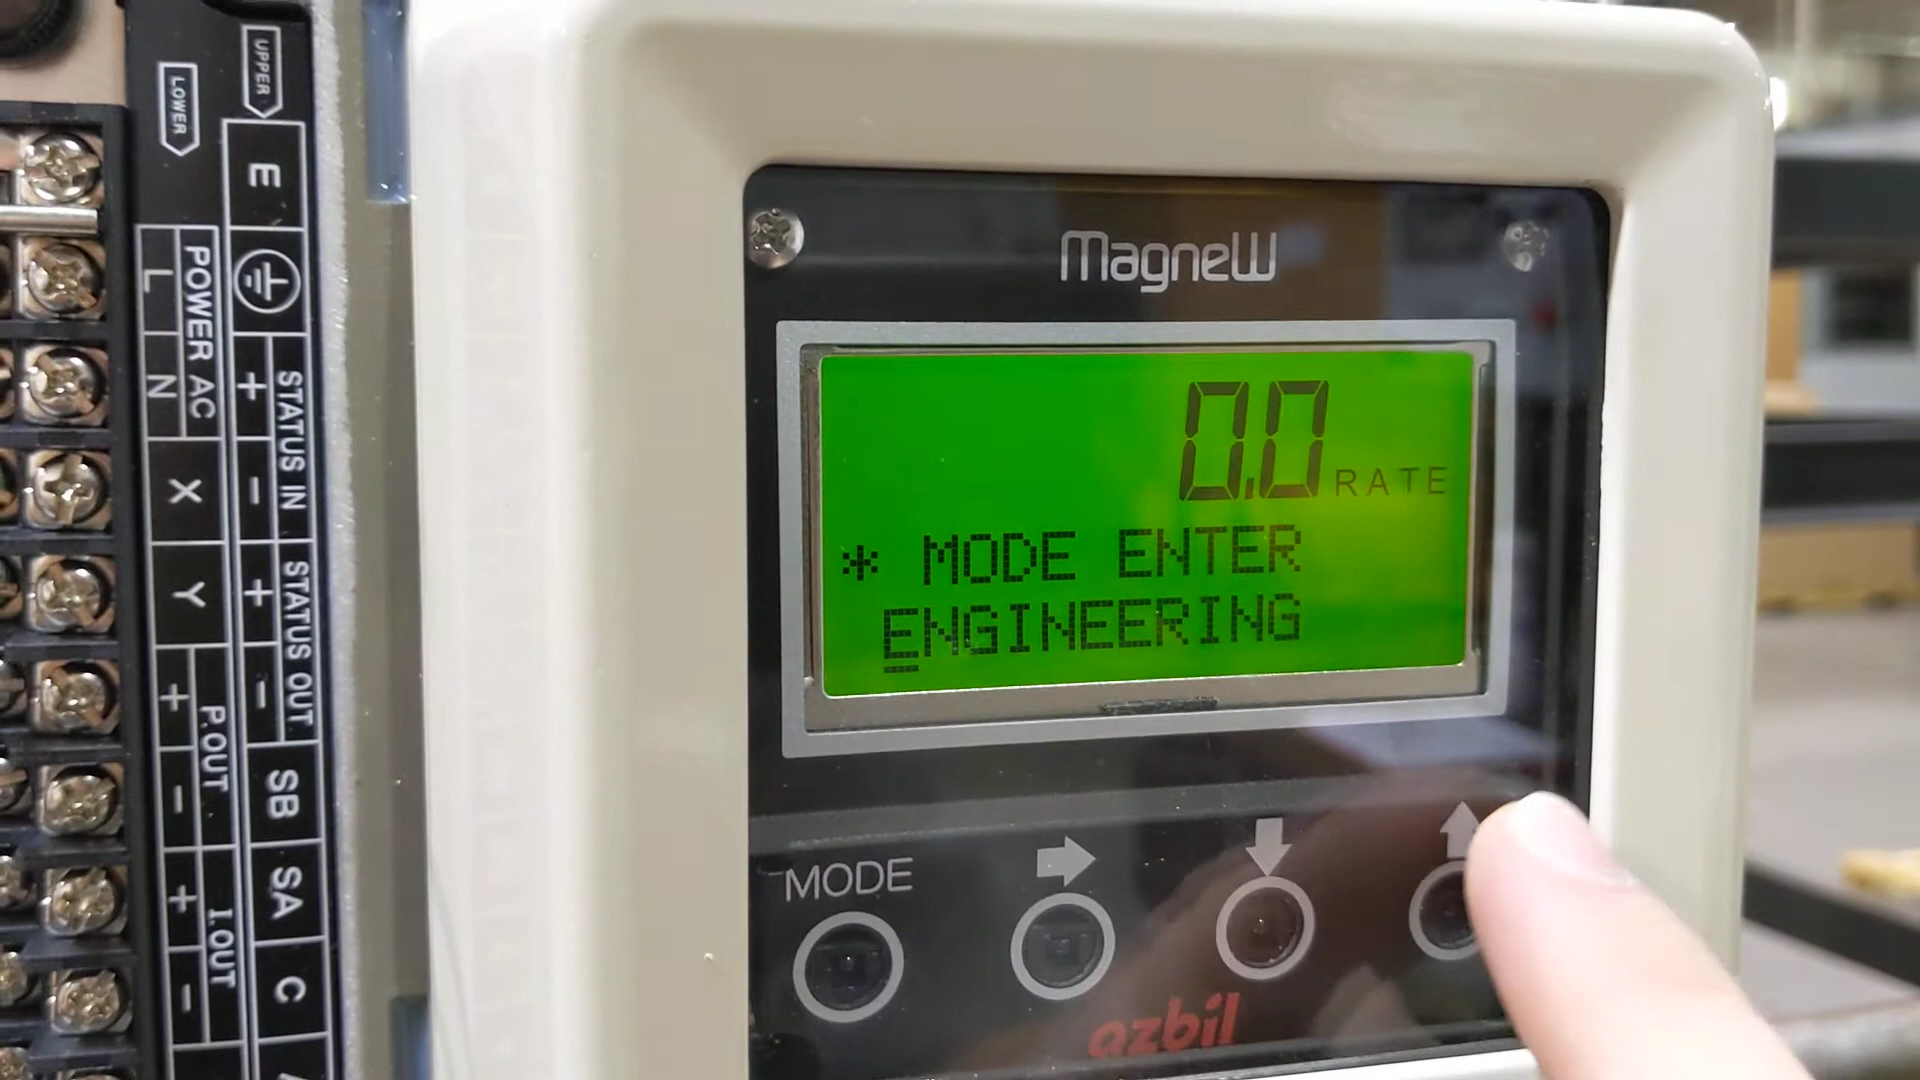 UPPER
LOWER
E
POWER AC
L
N
STATUS IN
+
-
X
Y
STATUS OUT
+
-
P.OUT
+
-
SB
SA
I.OUT
+
-
C
MagneW
0.0 RATE
* MODE ENTER
ENGINEERING
MODE
azbil